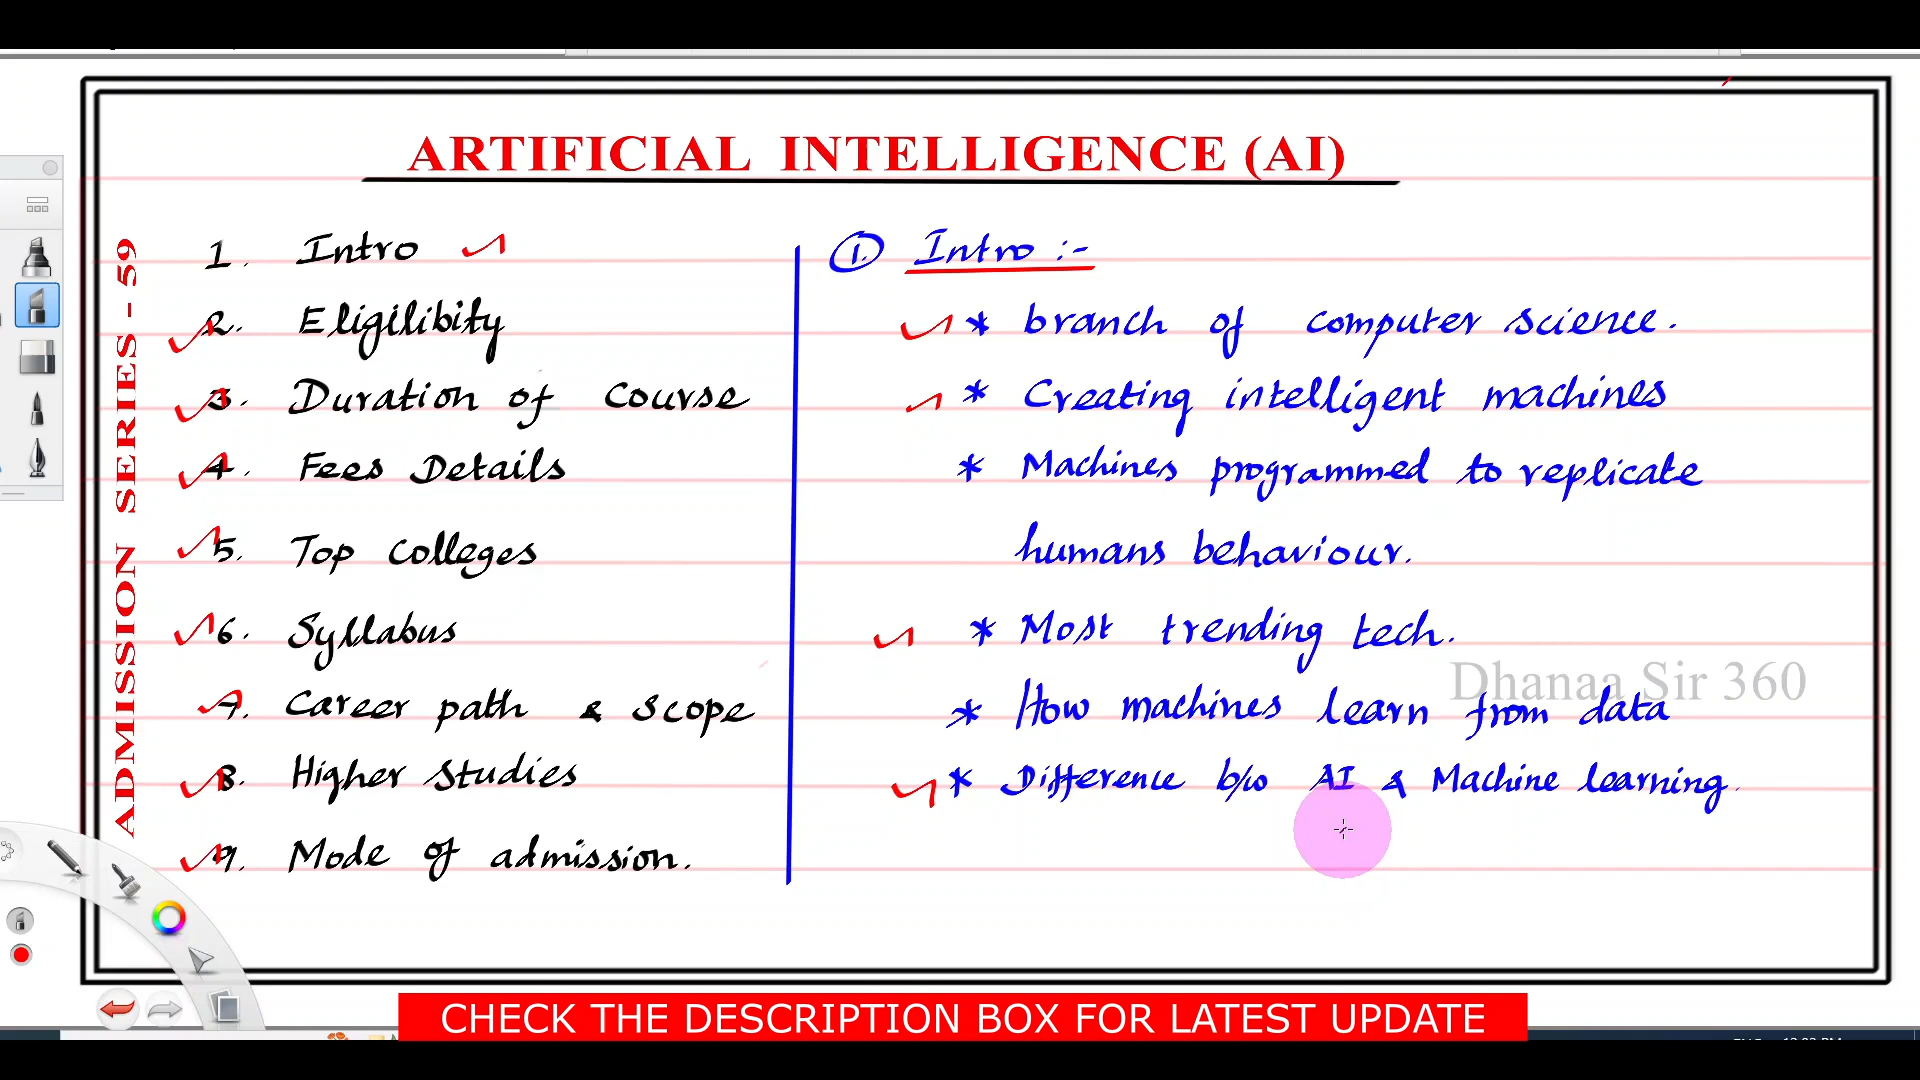 ARTIFICIAL INTELLIGENCE (AI)
ADMISSION SERIES - 59
1. Intro
2. Eligilibity
3. Duration of Course
4. Fees Details
5. Top Colleges
6. Syllabus
7. Career path & scope
8. Higher Studies
9. Mode of admission.
1. Intro :-
* branch of computer science.
* Creating intelligent machines
* Machines programmed to replicate
humans behaviour.
* Most trending tech.
Dhanaa Sir 360
* How machines learn from data
* Difference b/w AI & Machine learning.
CHECK THE DESCRIPTION BOX FOR LATEST UPDATE